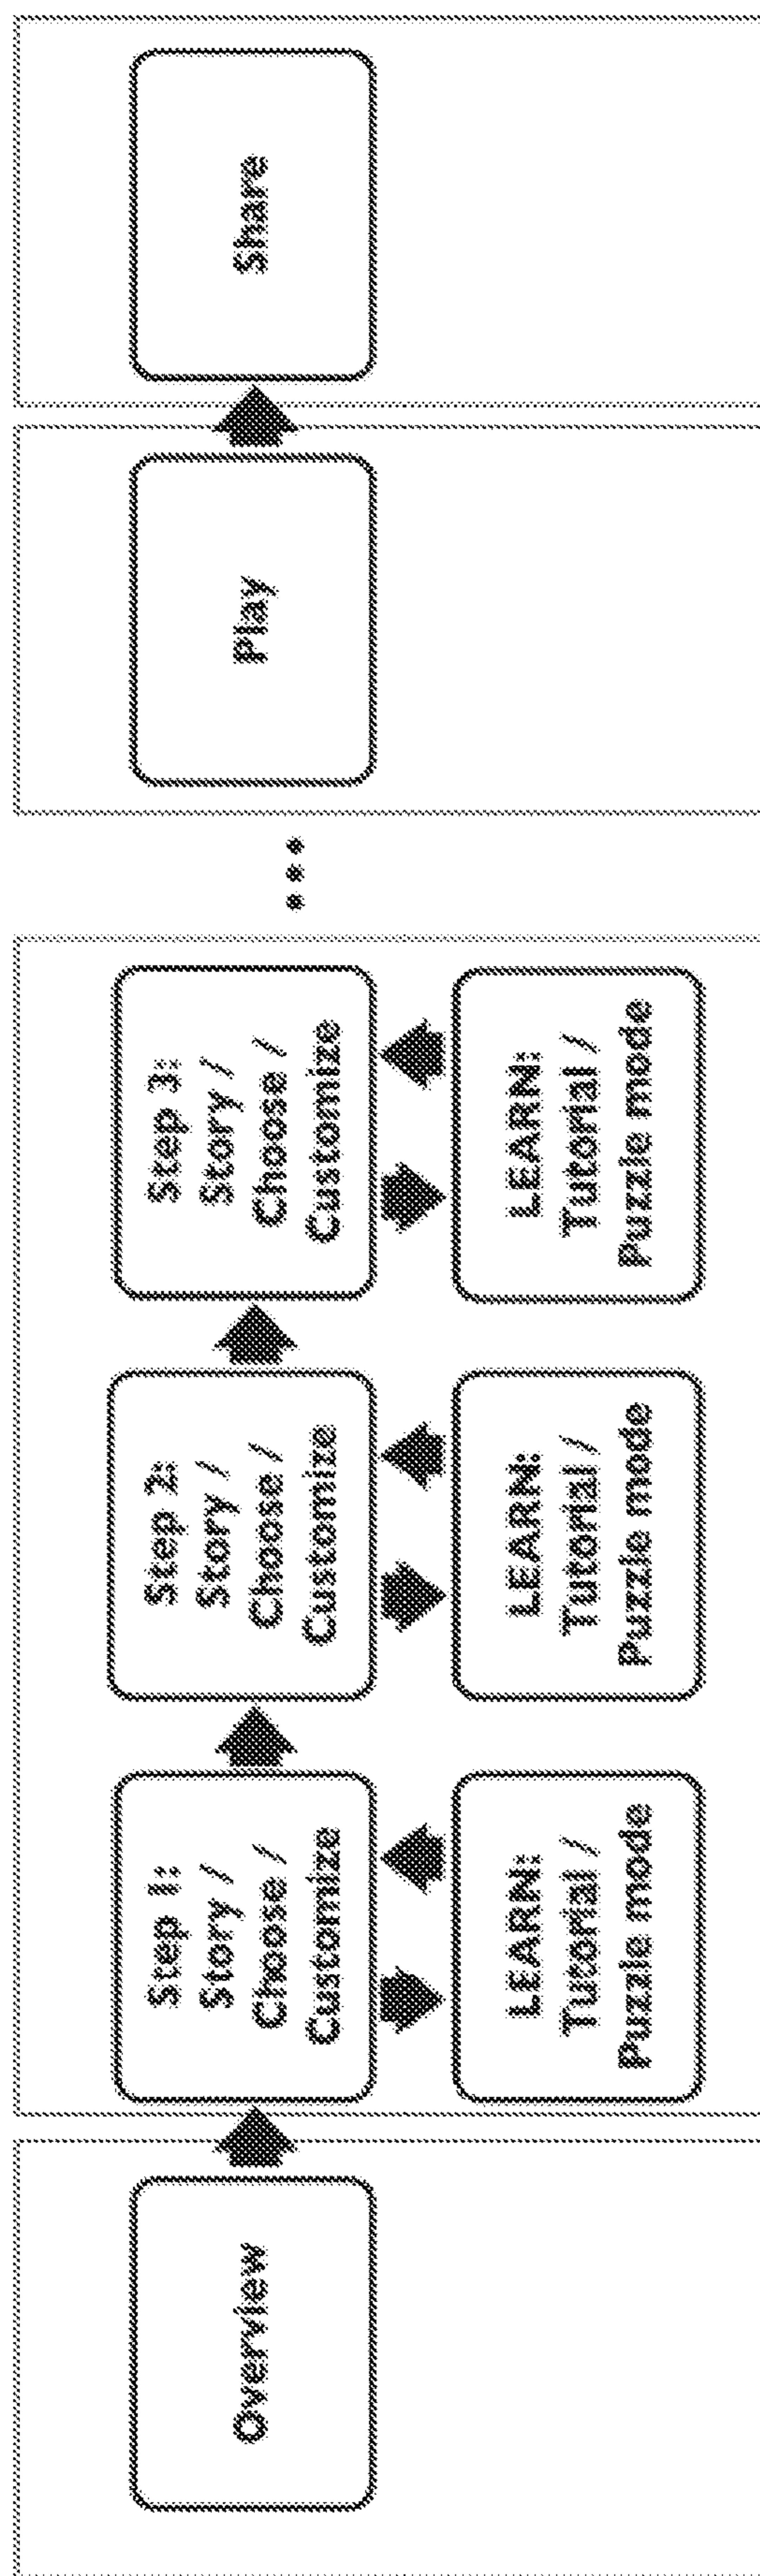 Overview
Step 1:
Story /
Choose /
Customize
LEARN:
Tutorial /
Puzzle mode
Step 2:
Story /
Choose /
Customize
LEARN:
Tutorial /
Puzzle mode
Step 3:
Story /
Choose /
Customize
LEARN:
Tutorial /
Puzzle mode
...
Play
Share